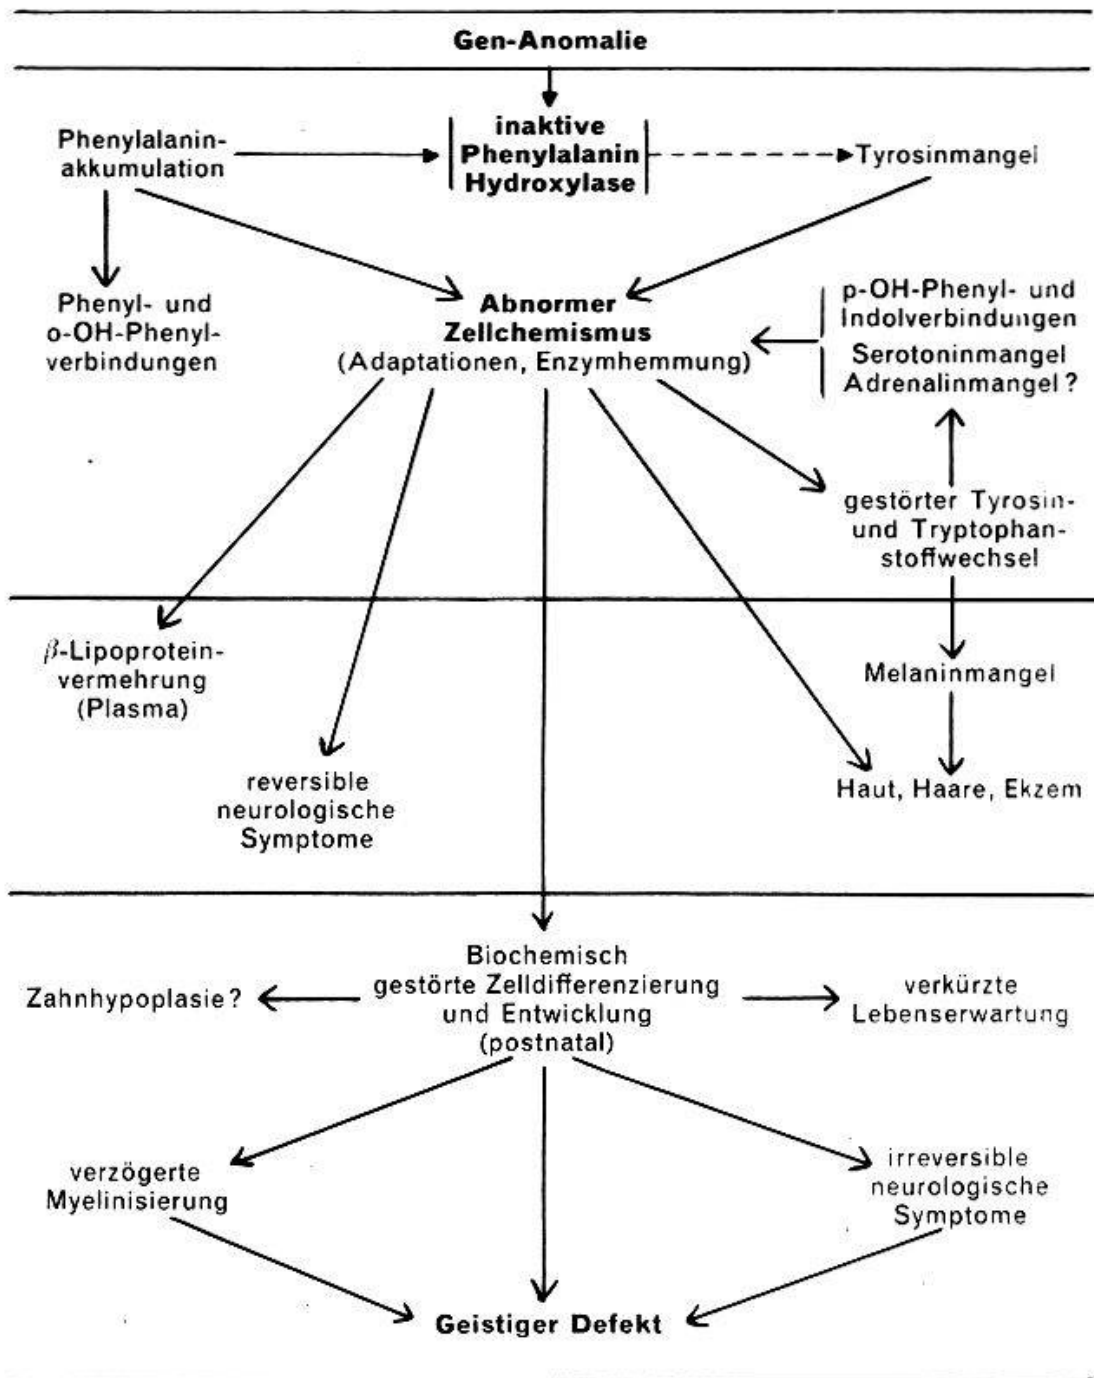 Gen-Anomalie
Phenylalanin-
akkumulation
inaktive
Phenylalanin
Hydroxylase
Tyrosinmangel
Phenyl- und
o-OH-Phenyl-
verbindungen
Abnormer
Zellchemismus
(Adaptationen, Enzymhemmung)
p-OH-Phenyl- und
Indolverbindungen
Serotoninmangel
Adrenalinmangel?
gestörter Tyrosin-
und Tryptophan-
stoffwechsel
β-Lipoprotein-
vermehrung
(Plasma)
Melaninmangel
reversible
neurologische
Symptome
Haut, Haare, Ekzem
Biochemisch
gestörte Zelldifferenzierung
und Entwicklung
(postnatal)
Zahnhypoplasie?
verkürzte
Lebenserwartung
verzögerte
Myelinisierung
irreversible
neurologische
Symptome
Geistiger Defekt